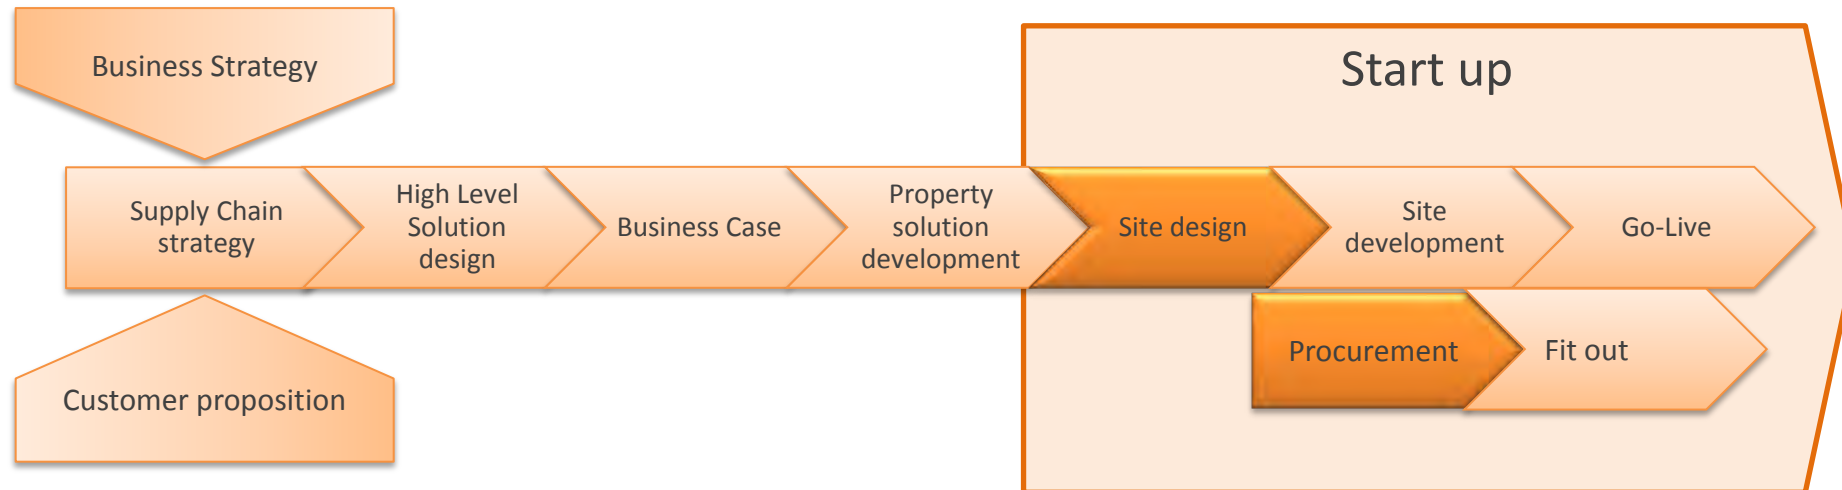 Business Strategy
Start up
Supply Chain
strategy
High Level
Solution
design
Business Case
Property
solution
development
Site design
Site
development
Go-Live
Procurement
Fit out
Customer proposition